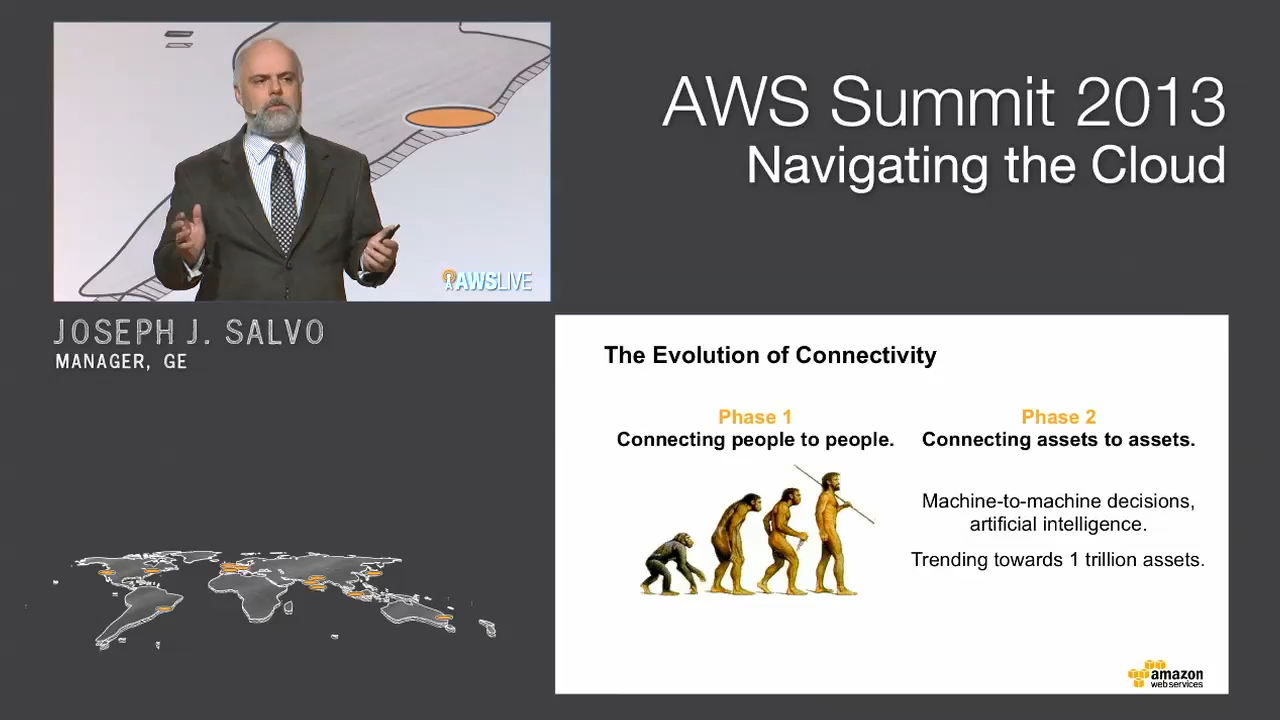 AWS Summit 2013
Navigating the Cloud
AWSLIVE
JOSEPH J. SALVO
MANAGER, GE
The Evolution of Connectivity
Phase 1
Connecting people to people.
Phase 2
Connecting assets to assets.
Machine-to-machine decisions,
artificial intelligence.
Trending towards 1 trillion assets.
amazon
web services